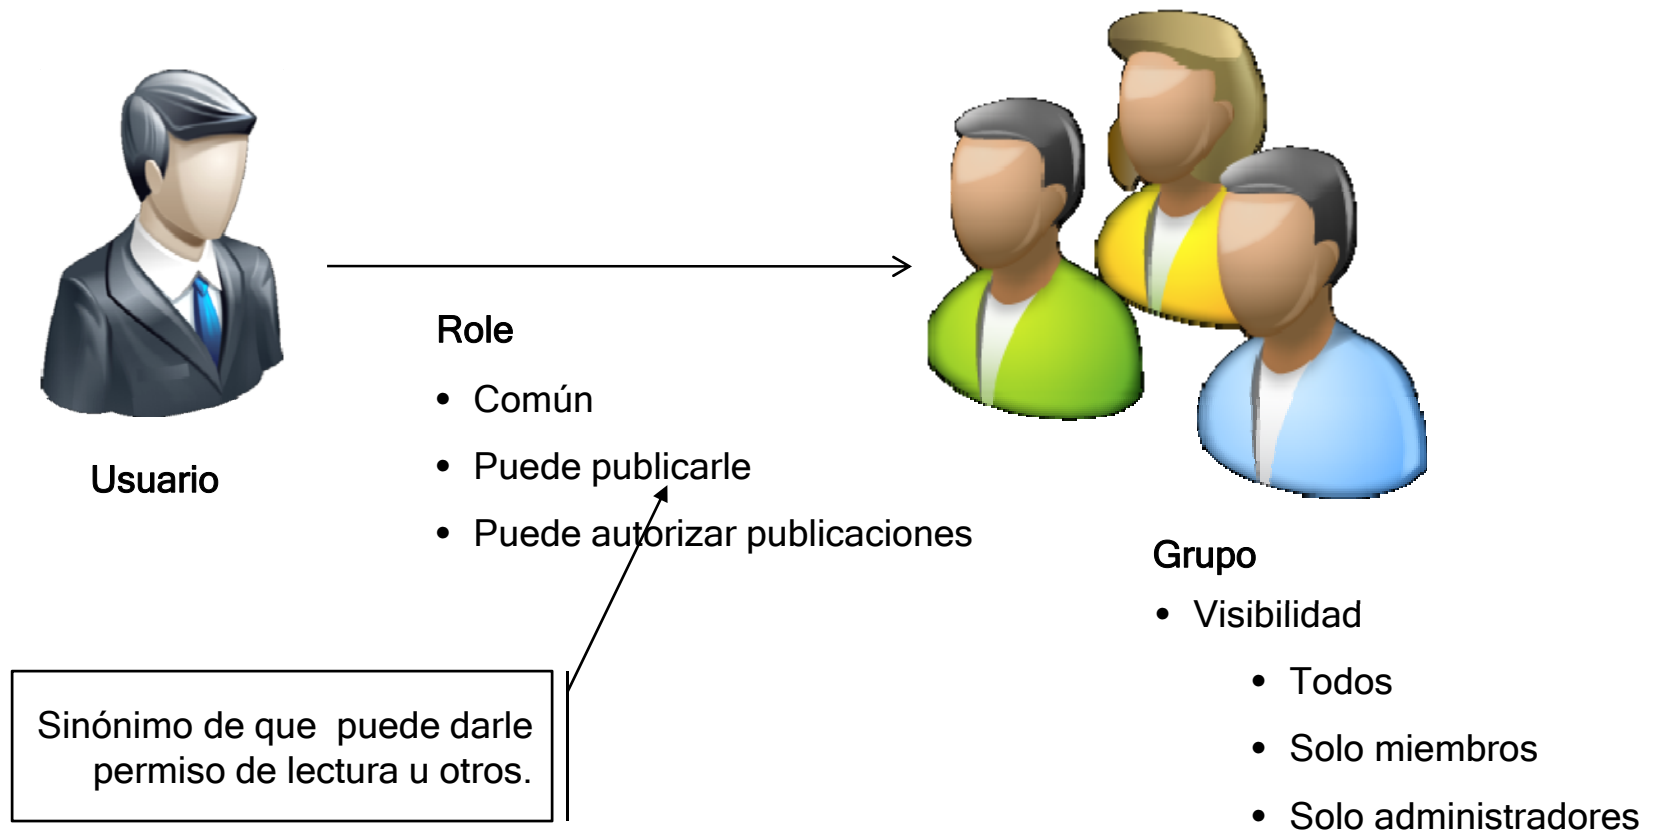 Usuario
Role
• Común
• Puede publicarle
• Puede autorizar publicaciones
Sinónimo de que  puede darle
permiso de lectura u otros.
Grupo
• Visibilidad
• Todos
• Solo miembros
• Solo administradores